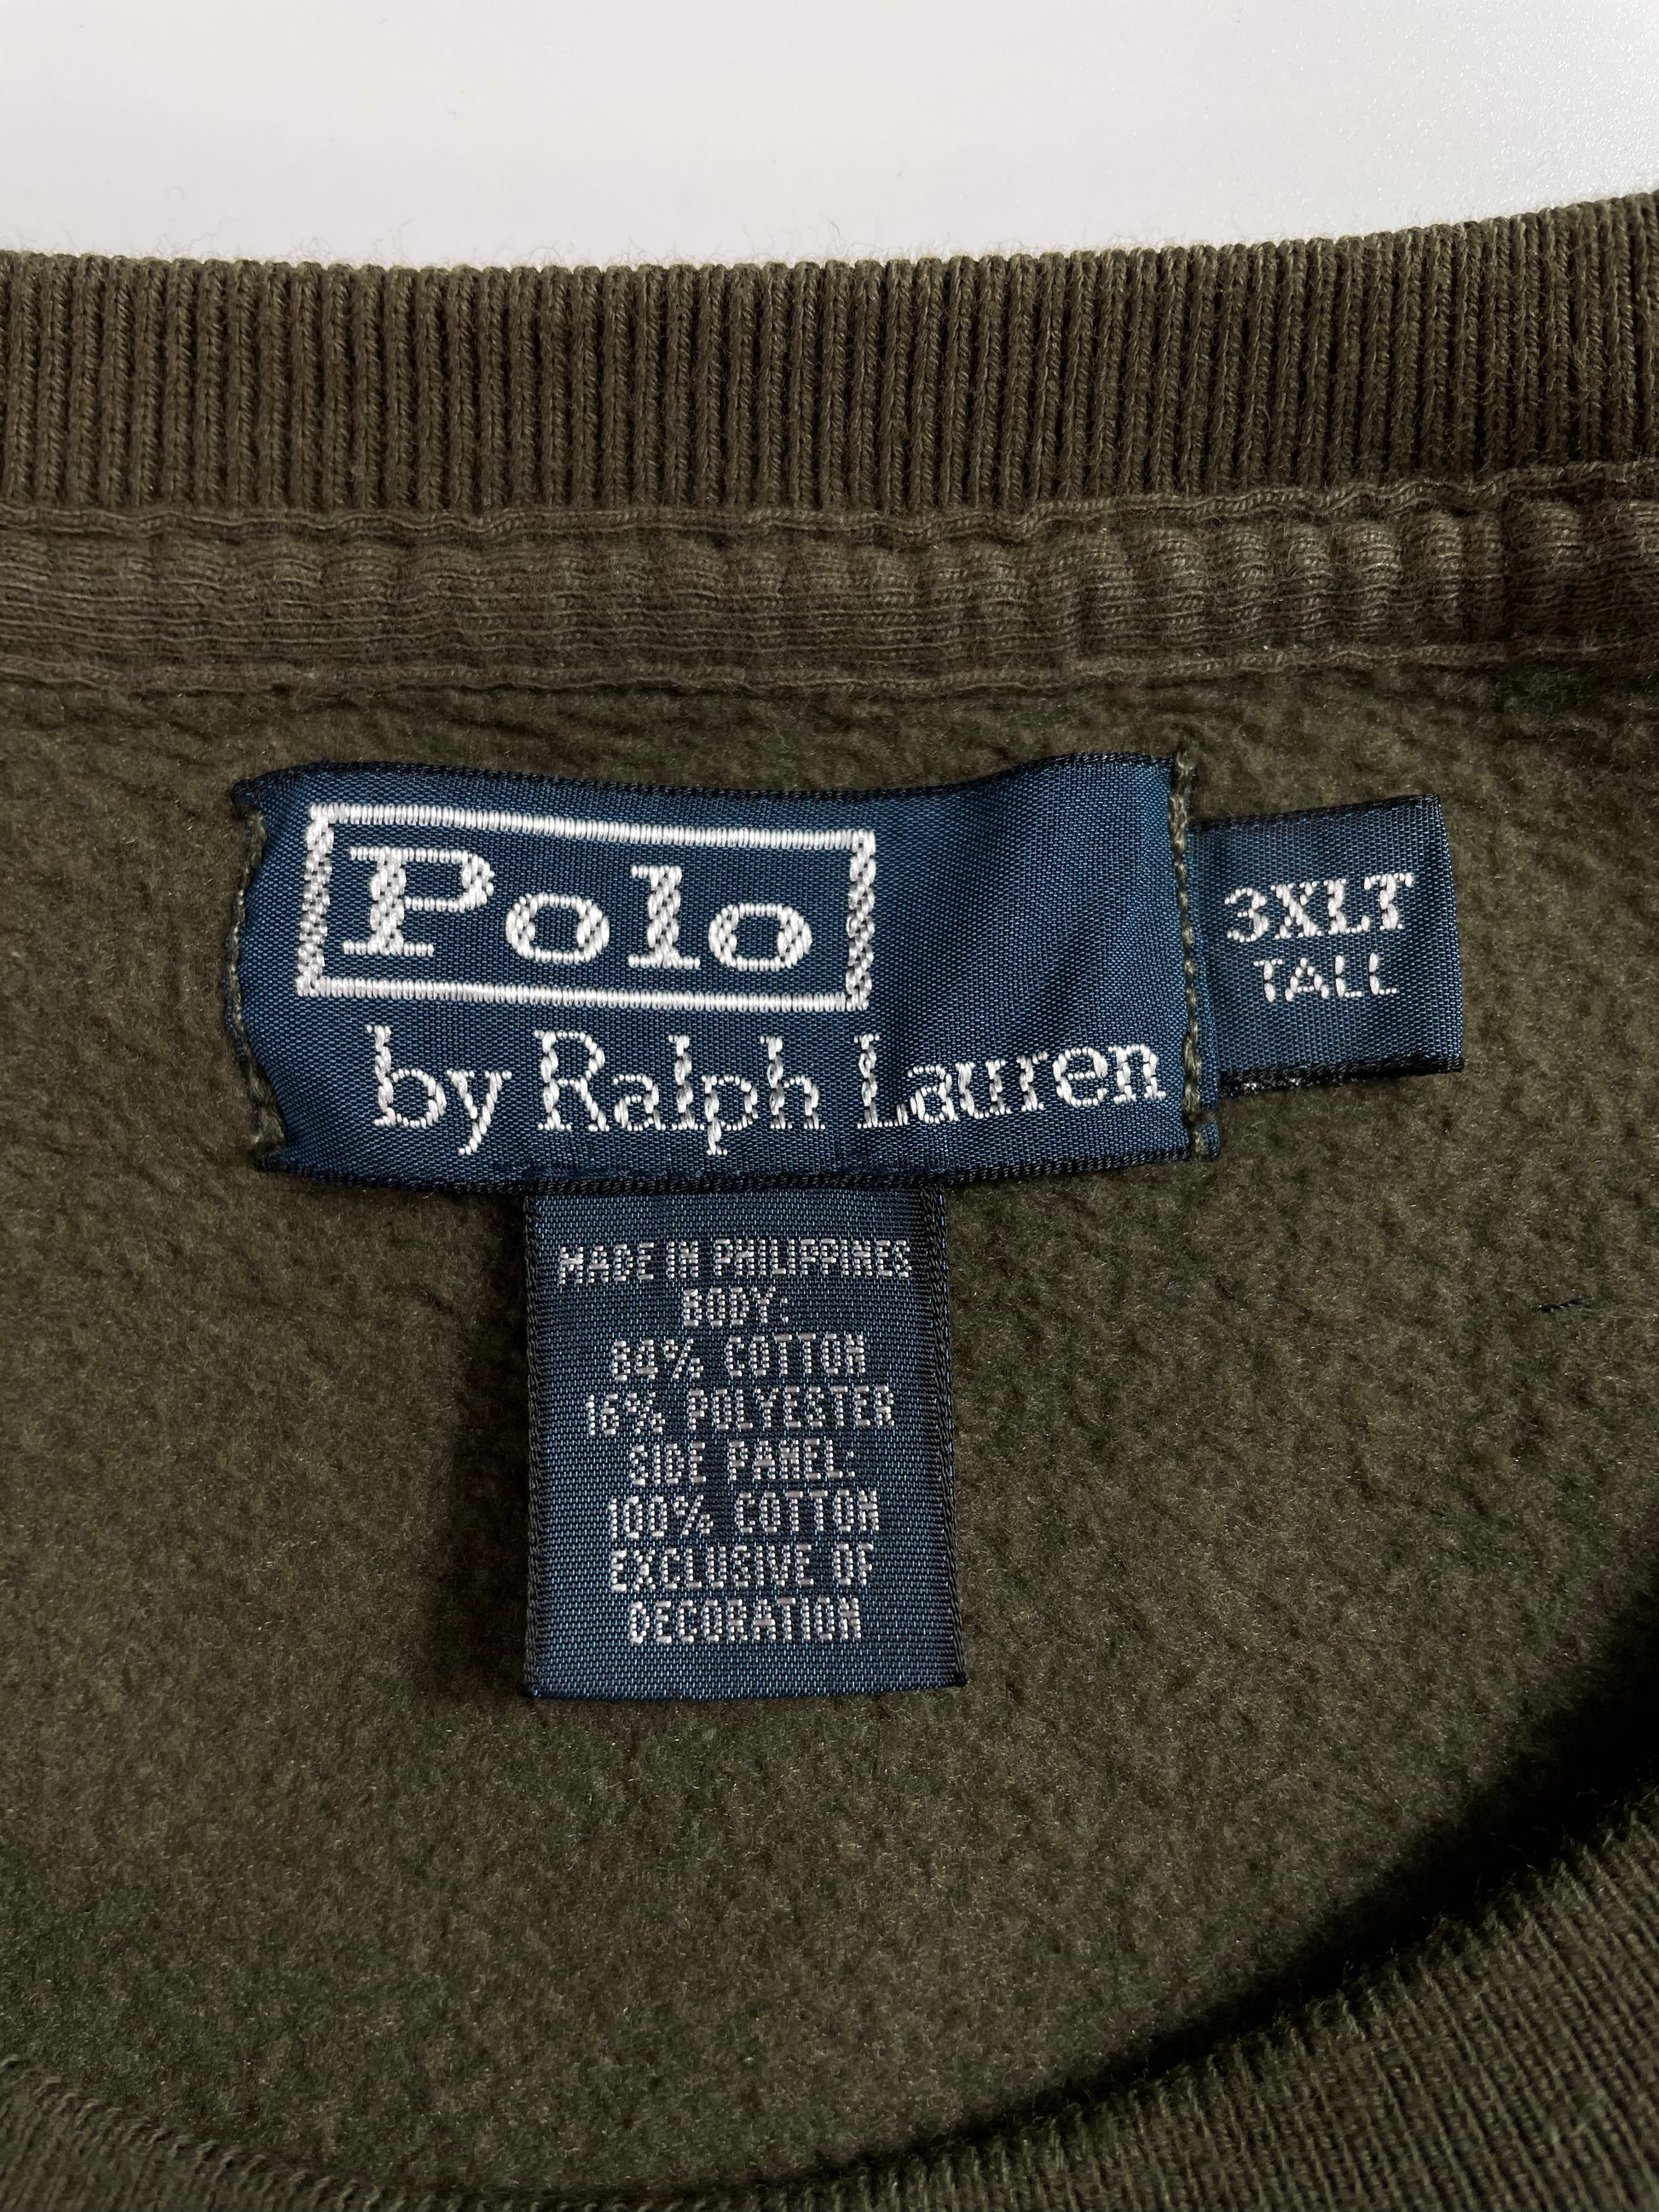 Polo
by Ralph Lauren
3XLT
TALL
MADE IN PHILIPPINES
BODY:
84% COTTON
16% POLYESTER
SIDE PANEL:
100% COTTON
EXCLUSIVE OF
DECORATION